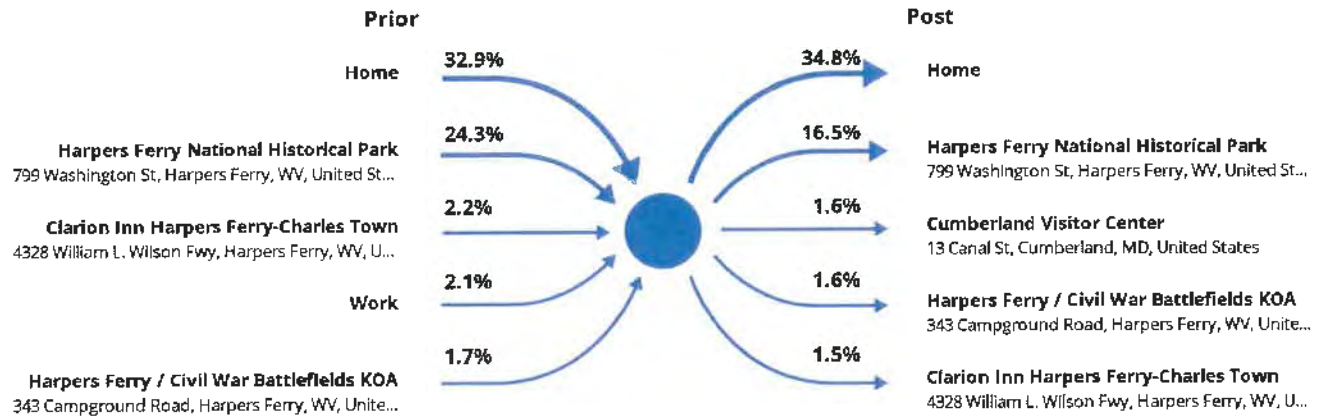 Prior
Home
32.9%
Harpers Ferry National Historical Park
799 Washington St, Harpers Ferry, WV, United St...
24.3%
Clarion Inn Harpers Ferry-Charles Town
4328 William L. Wilson Fwy, Harpers Ferry, WV, U...
2.2%
Work
2.1%
Harpers Ferry / Civil War Battlefields KOA
343 Campground Road, Harpers Ferry, WV, Unite...
1.7%
Post
34.8%
Home
16.5%
Harpers Ferry National Historical Park
799 Washington St, Harpers Ferry, WV, United St...
1.6%
Cumberland Visitor Center
13 Canal St, Cumberland, MD, United States
1.6%
Harpers Ferry / Civil War Battlefields KOA
343 Campground Road, Harpers Ferry, WV, Unite...
1.5%
Clarion Inn Harpers Ferry-Charles Town
4328 William L. Wilson Fwy, Harpers Ferry, WV, U...